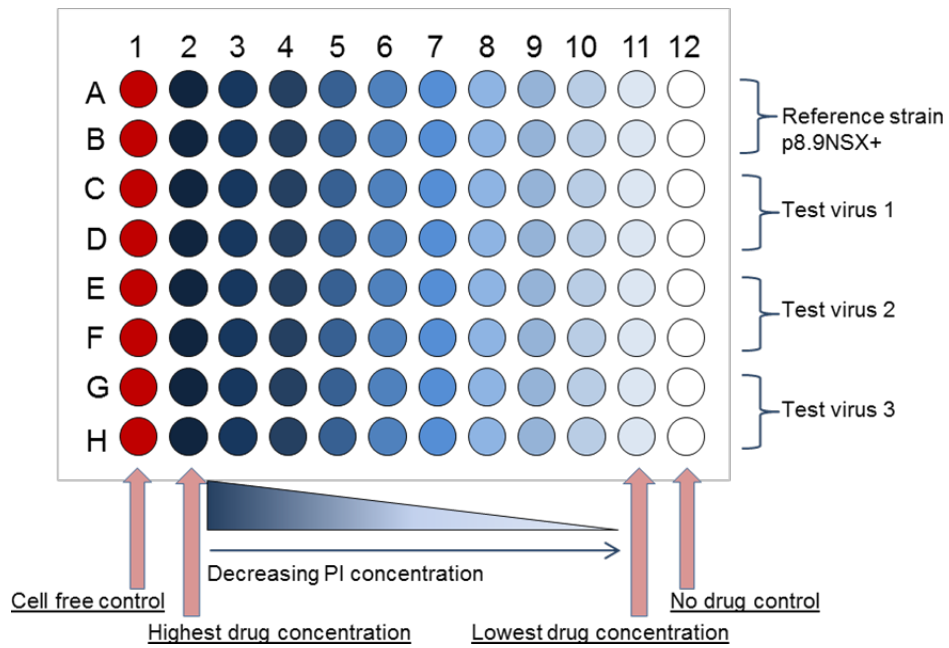 1 2 3 4 5 6 7 8 9 10 11 12
A
B
C
D
E
F
G
H
Reference strain
p8.9NSX+
Test virus 1
Test virus 2
Test virus 3
Decreasing PI concentration
Cell free control
No drug control
Highest drug concentration
Lowest drug concentration